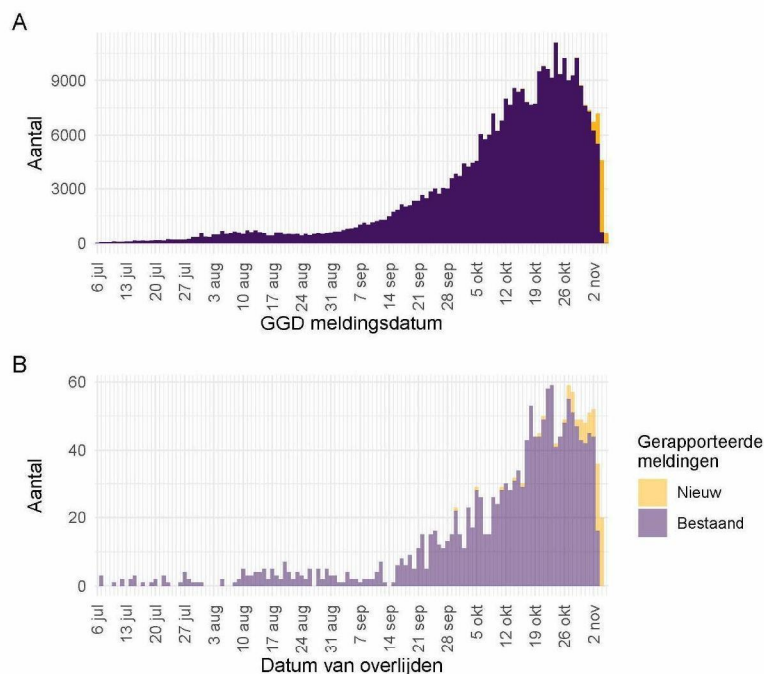 A
Aantal
9000
6000
3000
0
6 jul
13 jul
20 jul
27 jul
3 aug
10 aug
17 aug
24 aug
31 aug
7 sep
14 sep
21 sep
28 sep
5 okt
12 okt
19 okt
26 okt
2 nov
GGD meldingsdatum
B
Aantal
60
40
20
0
6 jul
13 jul
20 jul
27 jul
3 aug
10 aug
17 aug
24 aug
31 aug
7 sep
14 sep
21 sep
28 sep
5 okt
12 okt
19 okt
26 okt
2 nov
Datum van overlijden
Gerapporteerde
meldingen
Nieuw
Bestaand